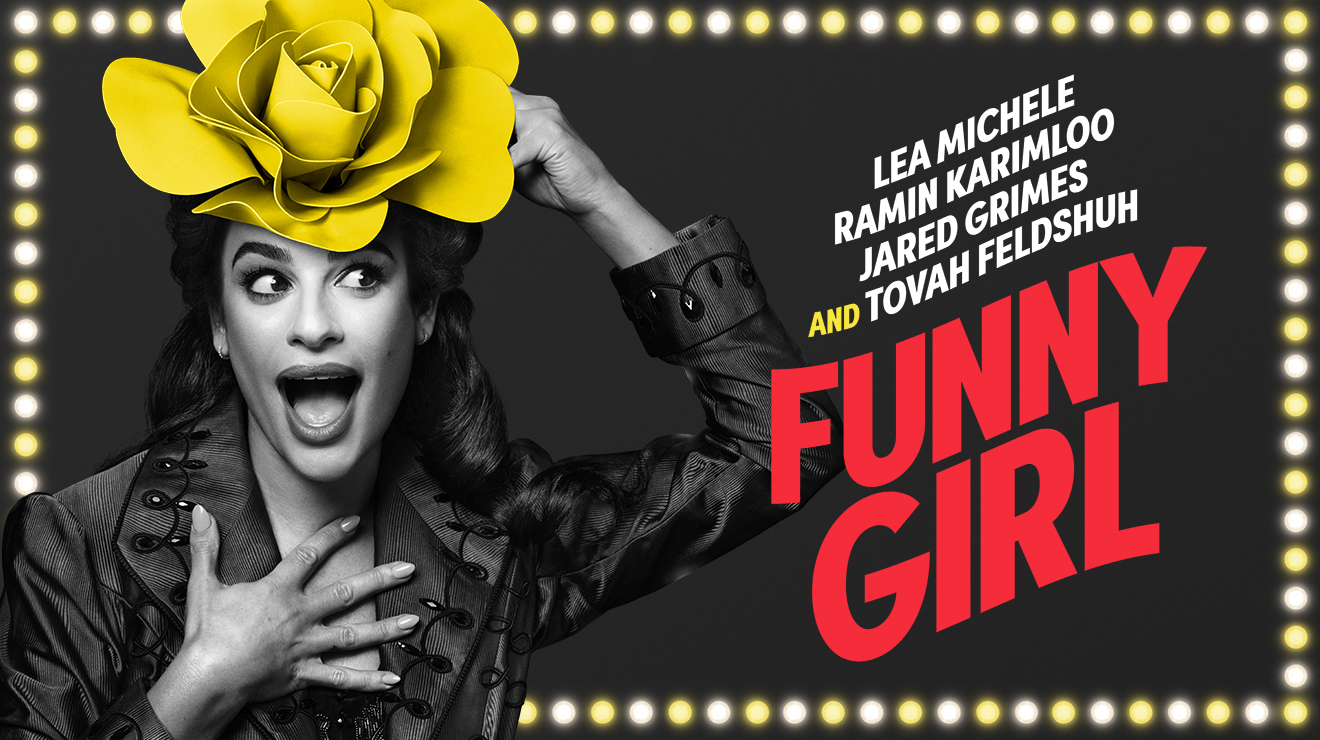 LEA MICHELE
RAMIN KARIMLOO
JARED GRIMES
AND TOVAH FELDSHUH
FUNNY
GIRL